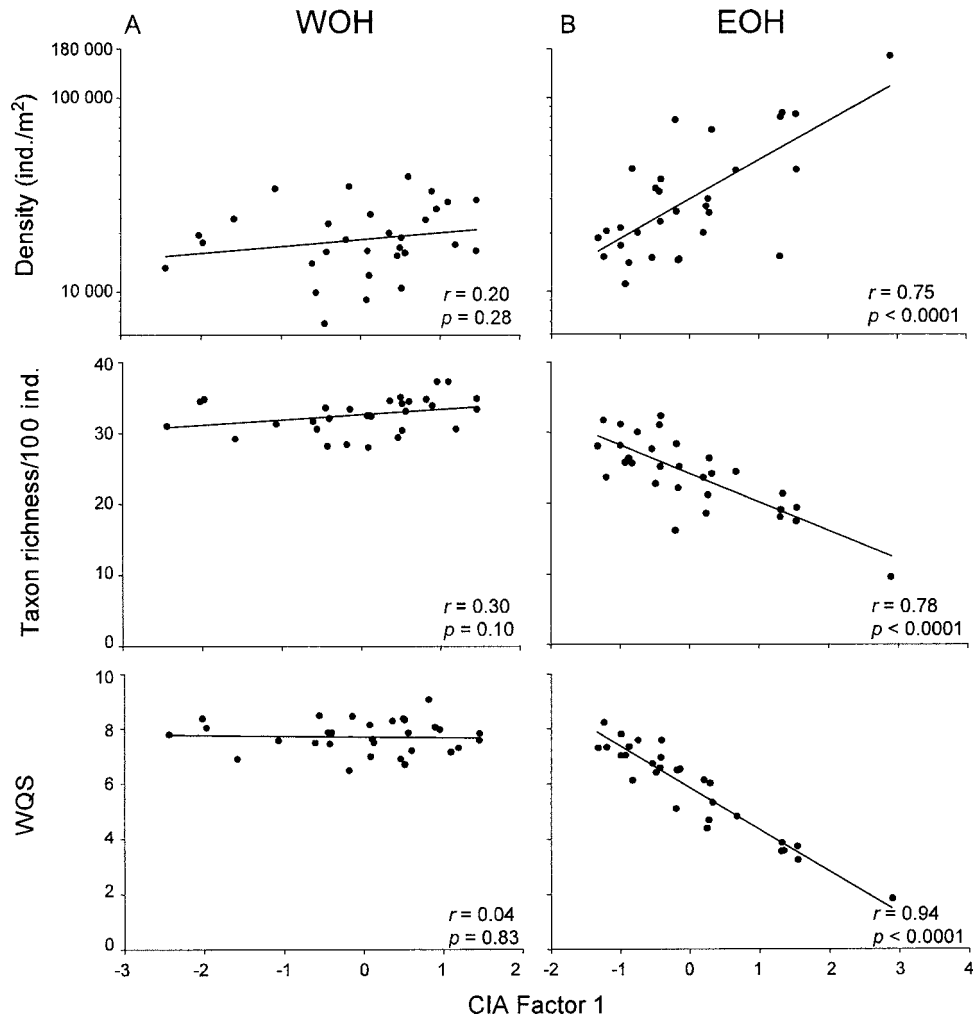 A WOH B EOH
180 000
100 000
10 000
Density (ind./m²)
r = 0.20
p = 0.28
r = 0.75
p < 0.0001
40
30
20
10
0
Taxon richness/100 ind.
r = 0.30
p = 0.10
r = 0.78
p < 0.0001
10
8
6
4
2
0
WQS
r = 0.04
p = 0.83
r = 0.94
p < 0.0001
-3 -2 -1 0 1 2 -2 -1 0 1 2 3 4
CIA Factor 1